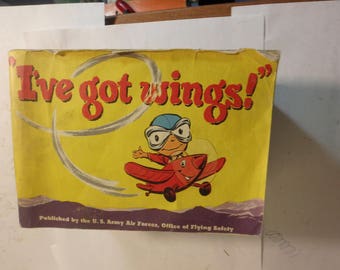 "I've got wings!"
Published by the U. S. Army Air Forces, Office of Flying Safety